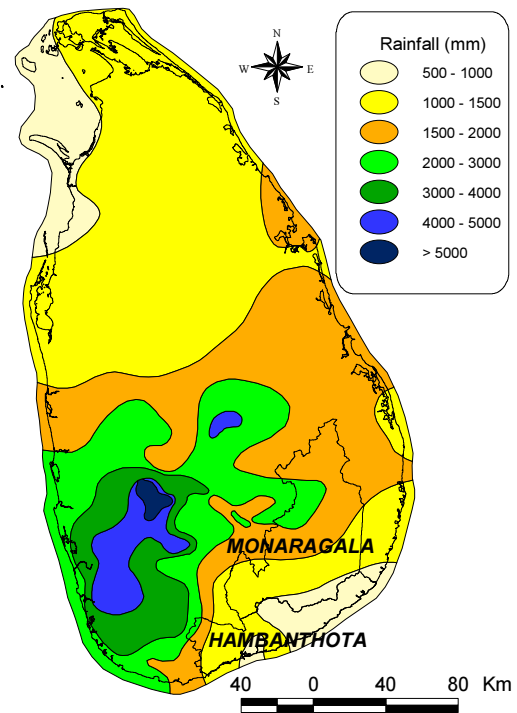 N
W E
S
Rainfall (mm)
500 - 1000
1000 - 1500
1500 - 2000
2000 - 3000
3000 - 4000
4000 - 5000
> 5000
MONARAGALA
HAMBANTHOTA
40 0 40 80 Km